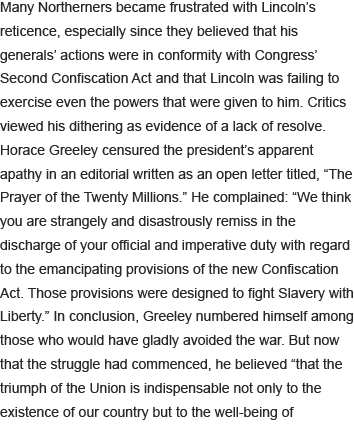 Many Northerners became frustrated with Lincoln’s
reticence, especially since they believed that his
generals’ actions were in conformity with Congress’
Second Confiscation Act and that Lincoln was failing to
exercise even the powers that were given to him. Critics
viewed his dithering as evidence of a lack of resolve.
Horace Greeley censured the president’s apparent
apathy in an editorial written as an open letter titled, “The
Prayer of the Twenty Millions.” He complained: “We think
you are strangely and disastrously remiss in the
discharge of your official and imperative duty with regard
to the emancipating provisions of the new Confiscation
Act. Those provisions were designed to fight Slavery with
Liberty.” In conclusion, Greeley numbered himself among
those who would have gladly avoided the war. But now
that the struggle had commenced, he believed “that the
triumph of the Union is indispensable not only to the
existence of our country but to the well-being of